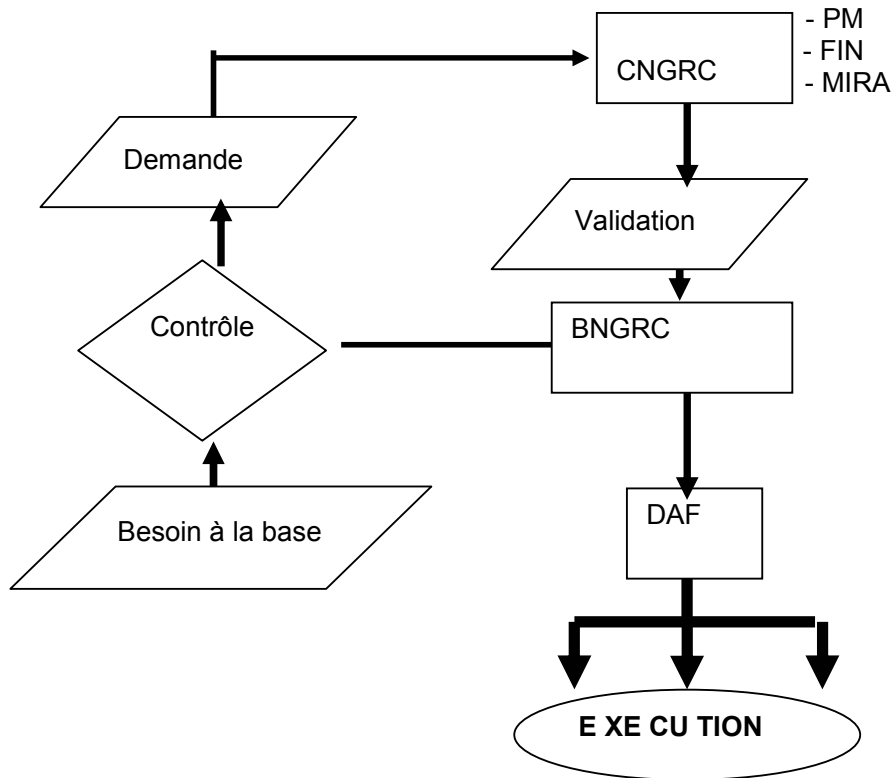 - PM
- FIN
- MIRA
CNGRC
Demande
Validation
Contrôle
BNGRC
DAF
Besoin à la base
E XE CU TION